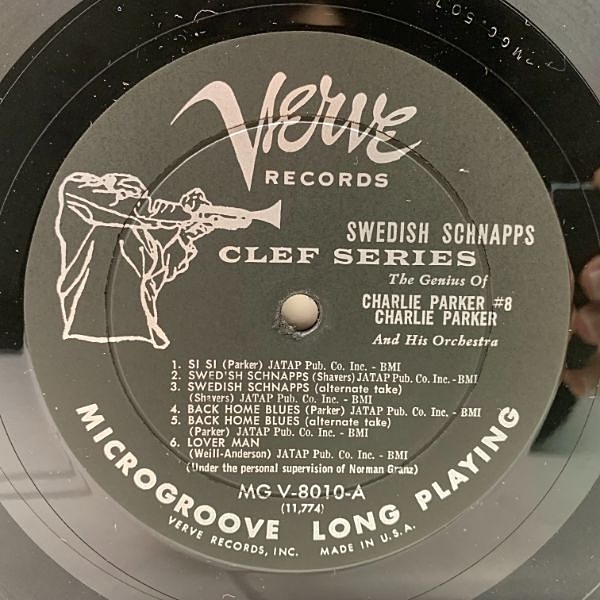 MGC 507
Verve
RECORDS
SWEDISH SCHNAPPS
CLEF SERIES
The Genius Of
CHARLIE PARKER #8
CHARLIE PARKER
And His Orchestra
1. SI SI (Parker) JATAP Pub. Co. Inc. - BMI
2. SWED'SH SCHNAPPS (Shavers) JATAP Pub. Co. Inc. - BMI
3. SWEDISH SCHNAPPS (alternate take)
(Shavers) JATAP Pub. Co. Inc. - BMI
4. BACK HOME BLUES (Parker) JATAP Pub. Co. Inc. - BMI
5. BACK HOME BLUES (alternate take)
(Parker) JATAP Pub. Co. Inc. - BMI
6. LOVER MAN
(Weill-Anderson) JATAP Pub. Co. Inc. - BMI
(Under the personal supervision of Norman Granz)
MG V-8010-A
(11,774)
MICROGROOVE LONG PLAYING
VERVE RECORDS, INC. MADE IN U.S.A.